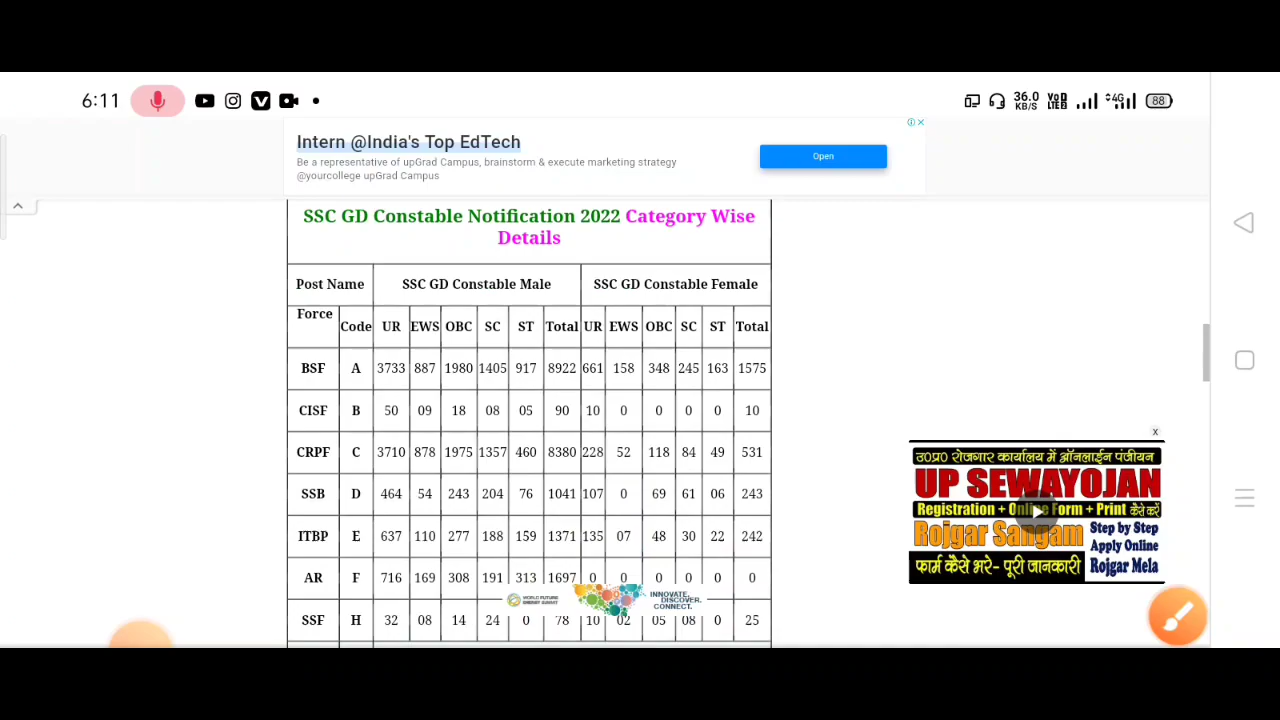 6:11
36.0
KB/S
VoD
LTE2
4G
88
Intern @India's Top EdTech
Be a representative of upGrad Campus, brainstorm & execute marketing strategy
@yourcollege upGrad Campus
Open
SSC GD Constable Notification 2022 Category Wise
Details
Post Name SSC GD Constable Male SSC GD Constable Female
Force Code UR EWS OBC SC ST Total UR EWS OBC SC ST Total
BSF A 3733 887 1980 1405 917 8922 661 158 348 245 163 1575
CISF B 50 09 18 08 05 90 10 0 0 0 0 10
CRPF C 3710 878 1975 1357 460 8380 228 52 118 84 49 531
SSB D 464 54 243 204 76 1041 107 0 69 61 06 243
ITBP E 637 110 277 188 159 1371 135 07 48 30 22 242
AR F 716 169 308 191 313 1697 0 0 0 0 0 0
SSF H 32 08 14 24 0 78 10 02 05 08 0 25
WORLD FUTURE
ENERGY SUMMIT
INNOVATE.
DISCOVER.
CONNECT.
x
उ०प्र० रोजगार कार्यालय में ऑनलाईन पंजीयन
UP SEWAYOJAN
Registration + Online Form + Print कैसे करें
Rojgar Sangam
Step by Step
Apply Online
Rojgar Mela
फार्म कैसे भरे- पूरी जानकारी